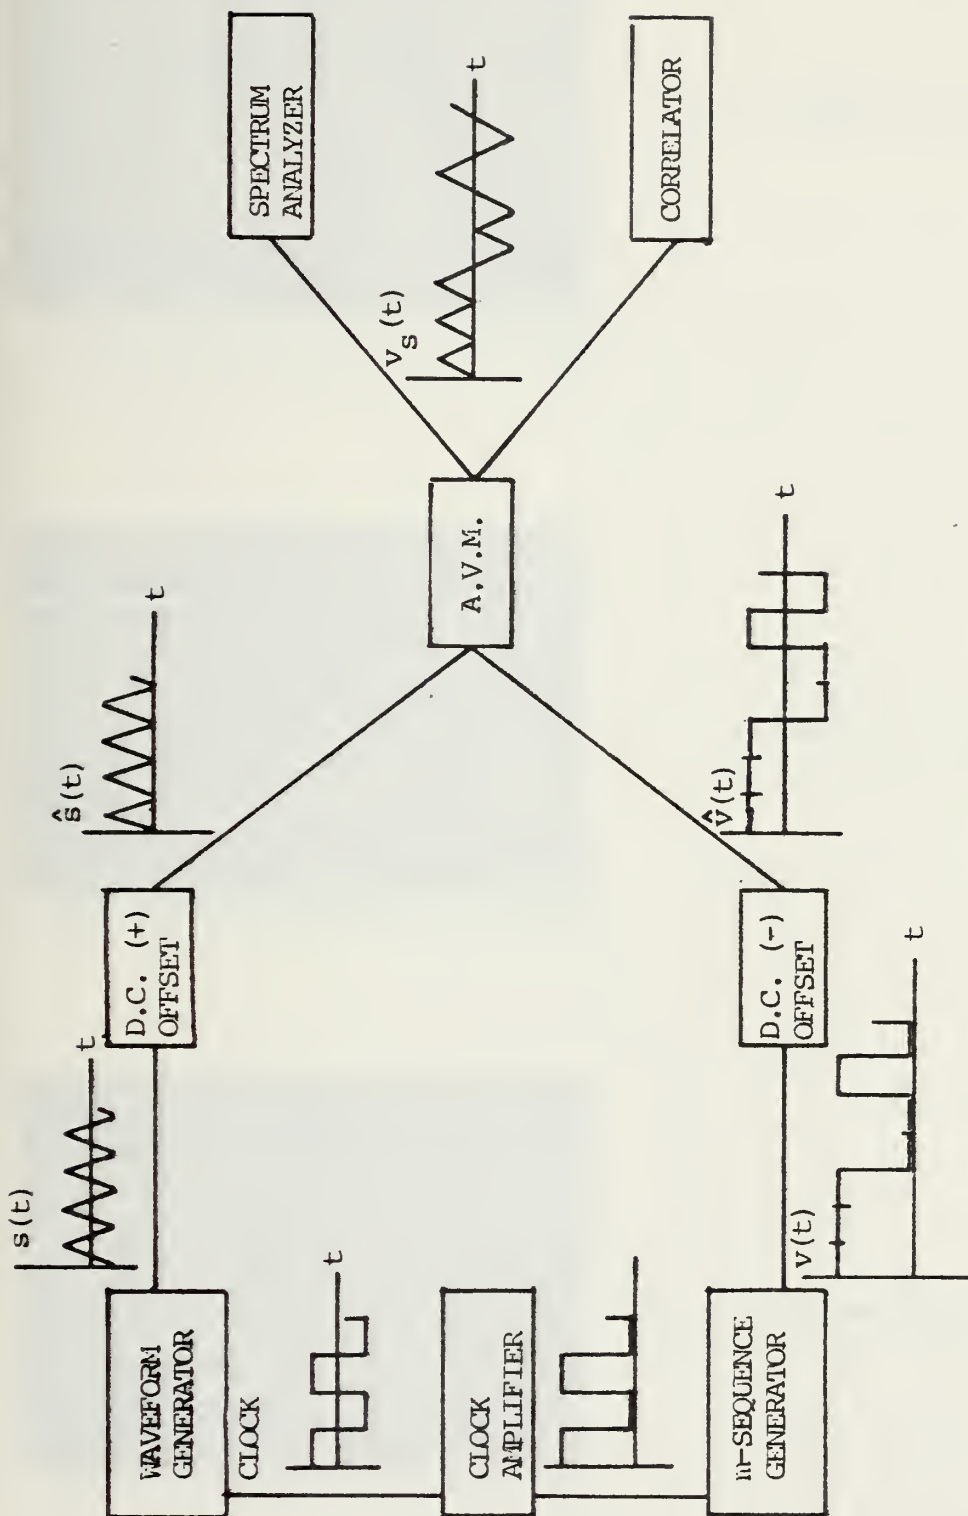 s(t)
t
WAVEFORM
GENERATOR
CLOCK
t
CLOCK
AMPLIFIER
m-SEQUENCE
GENERATOR
v(t)
t
D.C. (+)
OFFSET
ŝ(t)
t
D.C. (-)
OFFSET
v̂(t)
t
A.V.M.
v_s(t)
t
SPECTRUM
ANALYZER
CORRELATOR